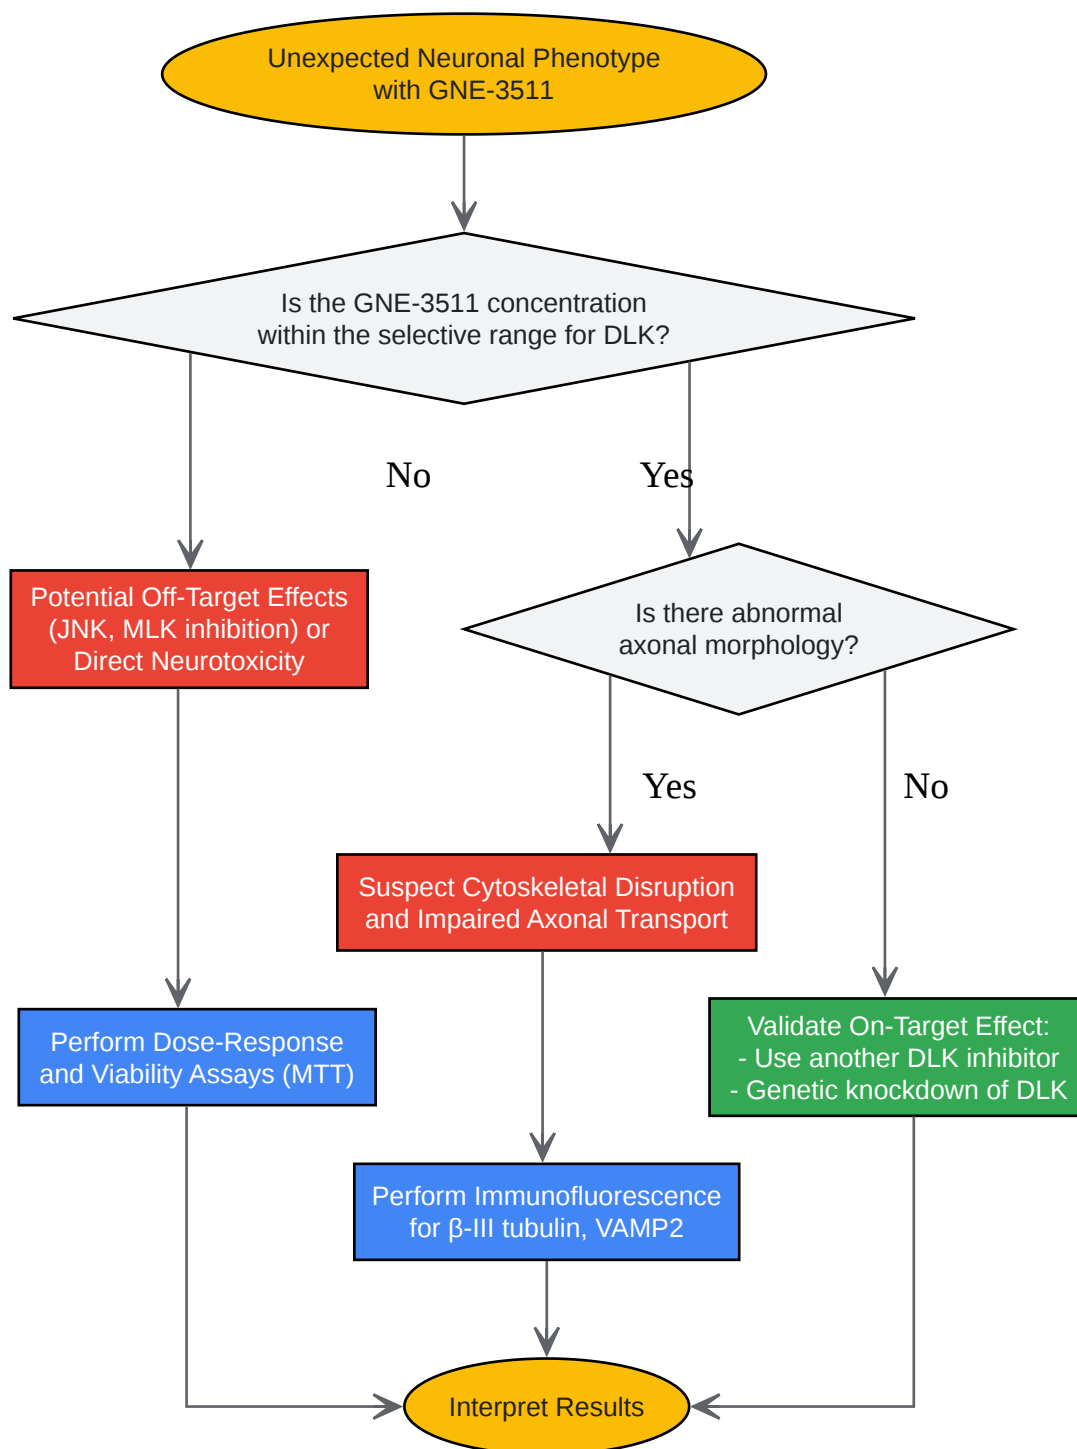 Unexpected Neuronal Phenotype
with GNE-3511
Is the GNE-3511 concentration
within the selective range for DLK?
No
Yes
Potential Off-Target Effects
(JNK, MLK inhibition) or
Direct Neurotoxicity
Is there abnormal
axonal morphology?
Yes
No
Suspect Cytoskeletal Disruption
and Impaired Axonal Transport
Perform Dose-Response
and Viability Assays (MTT)
Validate On-Target Effect:
- Use another DLK inhibitor
- Genetic knockdown of DLK
Perform Immunofluorescence
for β-III tubulin, VAMP2
Interpret Results